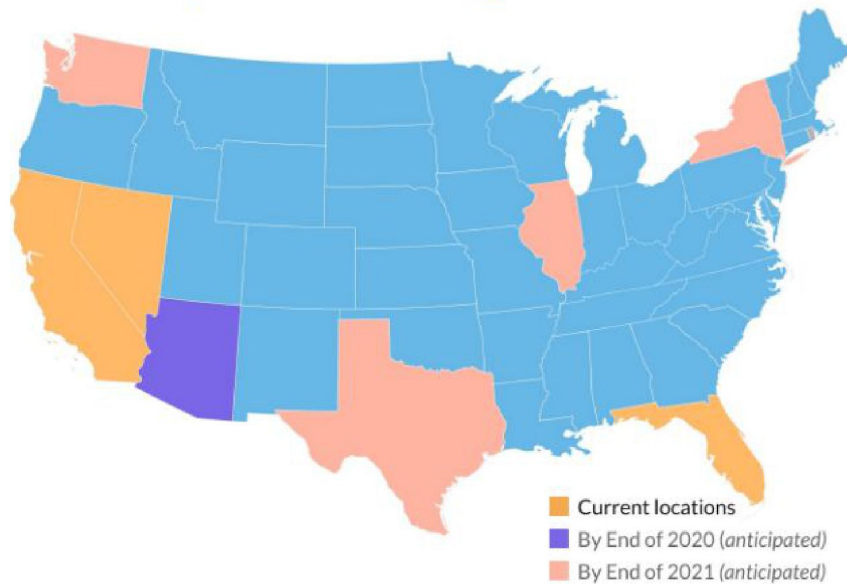 Current locations
By End of 2020 (anticipated)
By End of 2021 (anticipated)